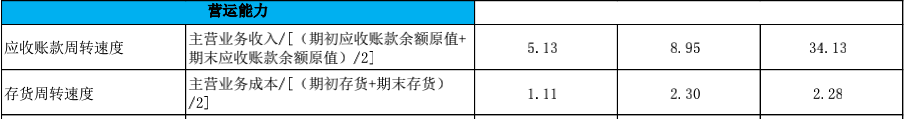 营运能力
应收账款周转速度
主营业务收入/[（期初应收账款余额原值+
期末应收账款余额原值）/2]
5.13
8.95
34.13
存货周转速度
主营业务成本/[（期初存货+期末存货）
/2]
1.11
2.30
2.28